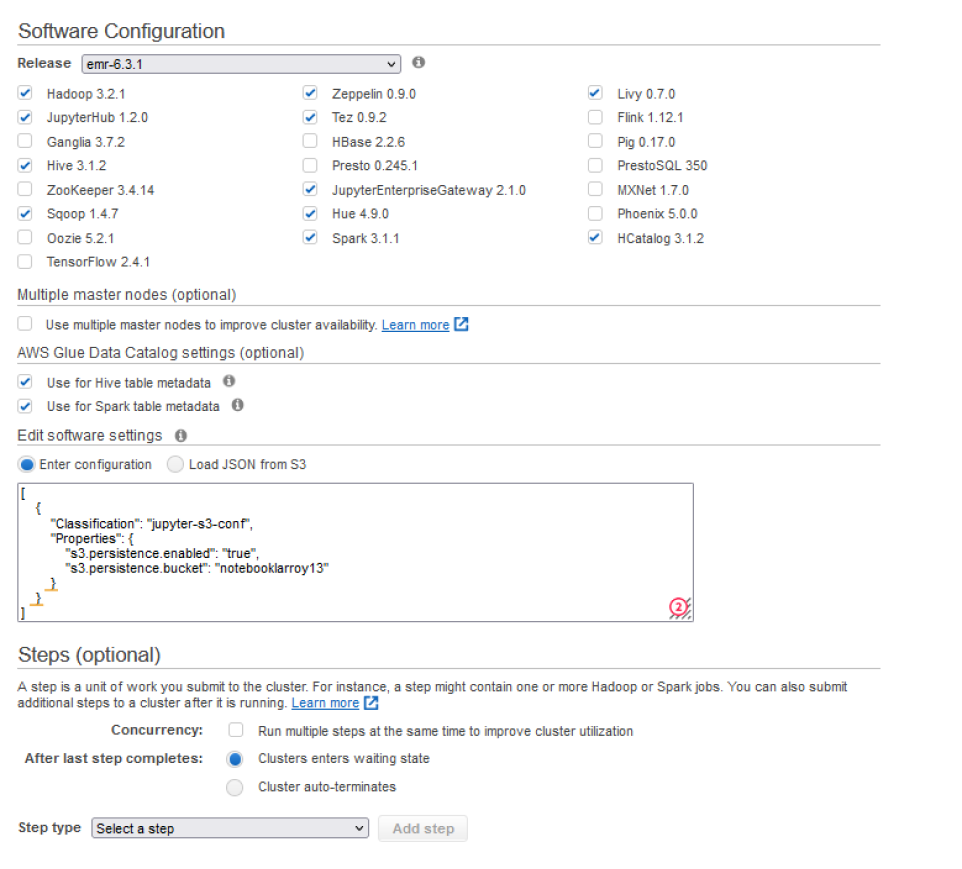 Software Configuration
Release emr-6.3.1
Hadoop 3.2.1 Zeppelin 0.9.0 Livy 0.7.0
JupyterHub 1.2.0 Tez 0.9.2 Flink 1.12.1
Ganglia 3.7.2 HBase 2.2.6 Pig 0.17.0
Hive 3.1.2 Presto 0.245.1 PrestoSQL 350
ZooKeeper 3.4.14 JupyterEnterpriseGateway 2.1.0 MXNet 1.7.0
Sqoop 1.4.7 Hue 4.9.0 Phoenix 5.0.0
Oozie 5.2.1 Spark 3.1.1 HCatalog 3.1.2
TensorFlow 2.4.1
Multiple master nodes (optional)
Use multiple master nodes to improve cluster availability. Learn more
AWS Glue Data Catalog settings (optional)
Use for Hive table metadata
Use for Spark table metadata
Edit software settings
Enter configuration Load JSON from S3
[
{
"Classification": "jupyter-s3-conf",
"Properties": {
"s3.persistence.enabled": "true",
"s3.persistence.bucket": "notebooklarroy13"
}
}
]
2
Steps (optional)
A step is a unit of work you submit to the cluster. For instance, a step might contain one or more Hadoop or Spark jobs. You can also submit
additional steps to a cluster after it is running. Learn more
Concurrency: Run multiple steps at the same time to improve cluster utilization
After last step completes: Clusters enters waiting state
Cluster auto-terminates
Step type Select a step Add step